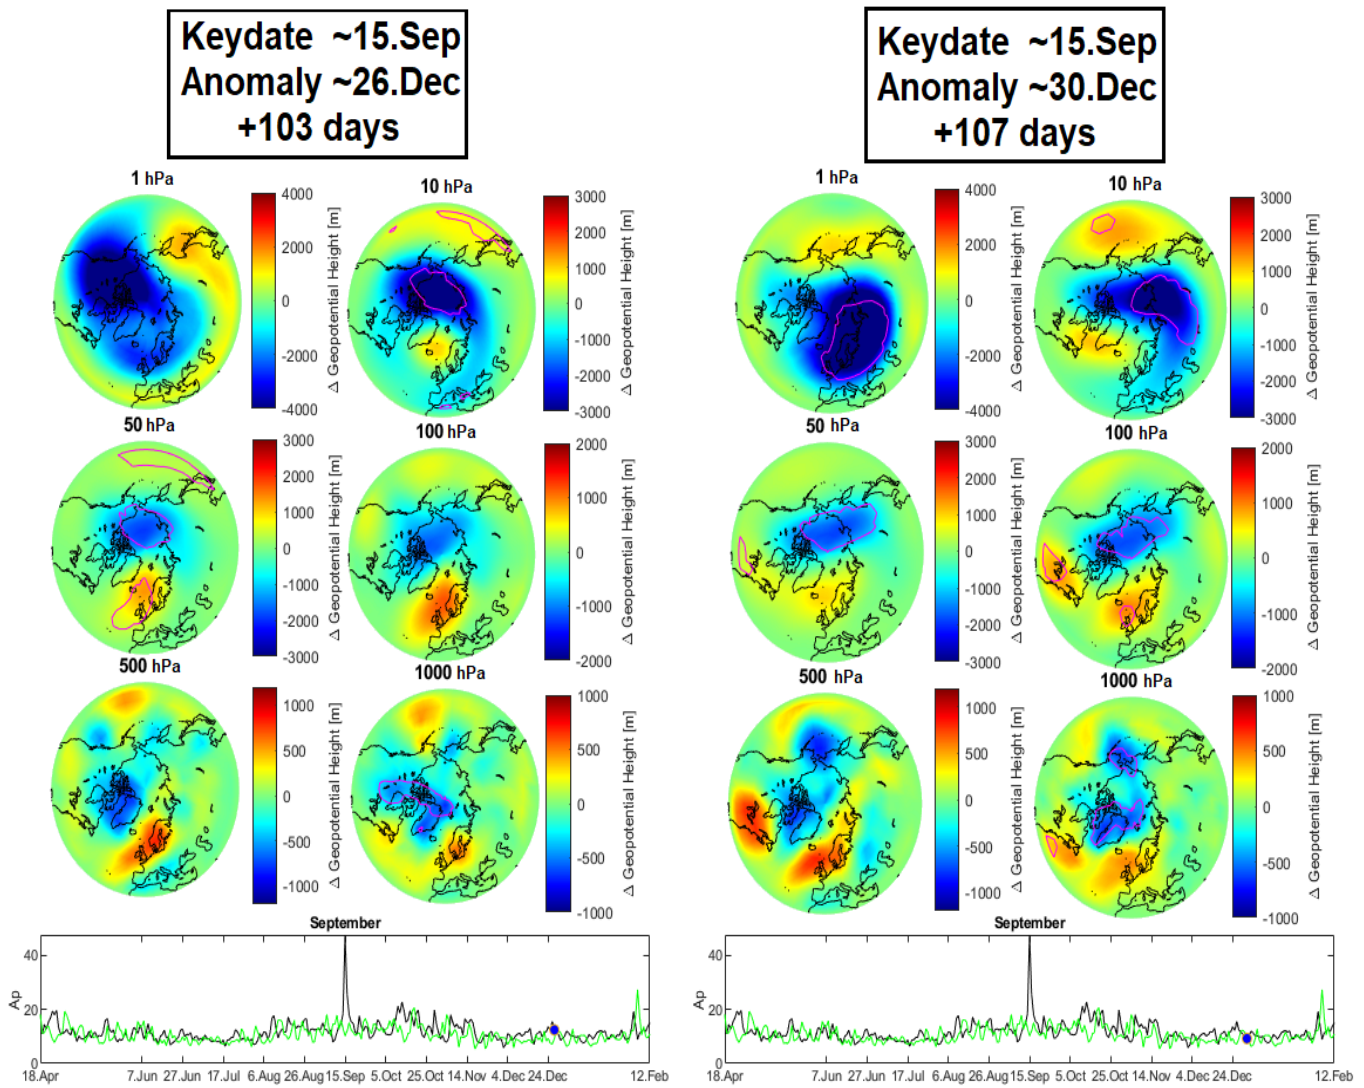 Keydate ~15.Sep
Anomaly ~26.Dec
+103 days
Keydate ~15.Sep
Anomaly ~30.Dec
+107 days
1 hPa
4000
2000
0
-2000
-4000
Δ Geopotential Height [m]
10 hPa
3000
2000
1000
0
-1000
-2000
-3000
Δ Geopotential Height [m]
1 hPa
4000
2000
0
-2000
-4000
Δ Geopotential Height [m]
10 hPa
3000
2000
1000
0
-1000
-2000
-3000
Δ Geopotential Height [m]
50 hPa
3000
2000
1000
0
-1000
-2000
-3000
Δ Geopotential Height [m]
100 hPa
2000
1000
0
-1000
-2000
Δ Geopotential Height [m]
50 hPa
3000
2000
1000
0
-1000
-2000
-3000
Δ Geopotential Height [m]
100 hPa
2000
1000
0
-1000
-2000
Δ Geopotential Height [m]
500 hPa
1000
500
0
-500
-1000
Δ Geopotential Height [m]
1000 hPa
1000
500
0
-500
-1000
Δ Geopotential Height [m]
500 hPa
1000
500
0
-500
-1000
Δ Geopotential Height [m]
1000 hPa
1000
500
0
-500
-1000
Δ Geopotential Height [m]
September
40
20
0
Ap
18.Apr 7.Jun 27.Jun 17.Jul 6.Aug 26.Aug 15.Sep 5.Oct 25.Oct 14.Nov 4.Dec 24.Dec 12.Feb
September
40
20
0
Ap
18.Apr 7.Jun 27.Jun 17.Jul 6.Aug 26.Aug 15.Sep 5.Oct 25.Oct 14.Nov 4.Dec 24.Dec 12.Feb